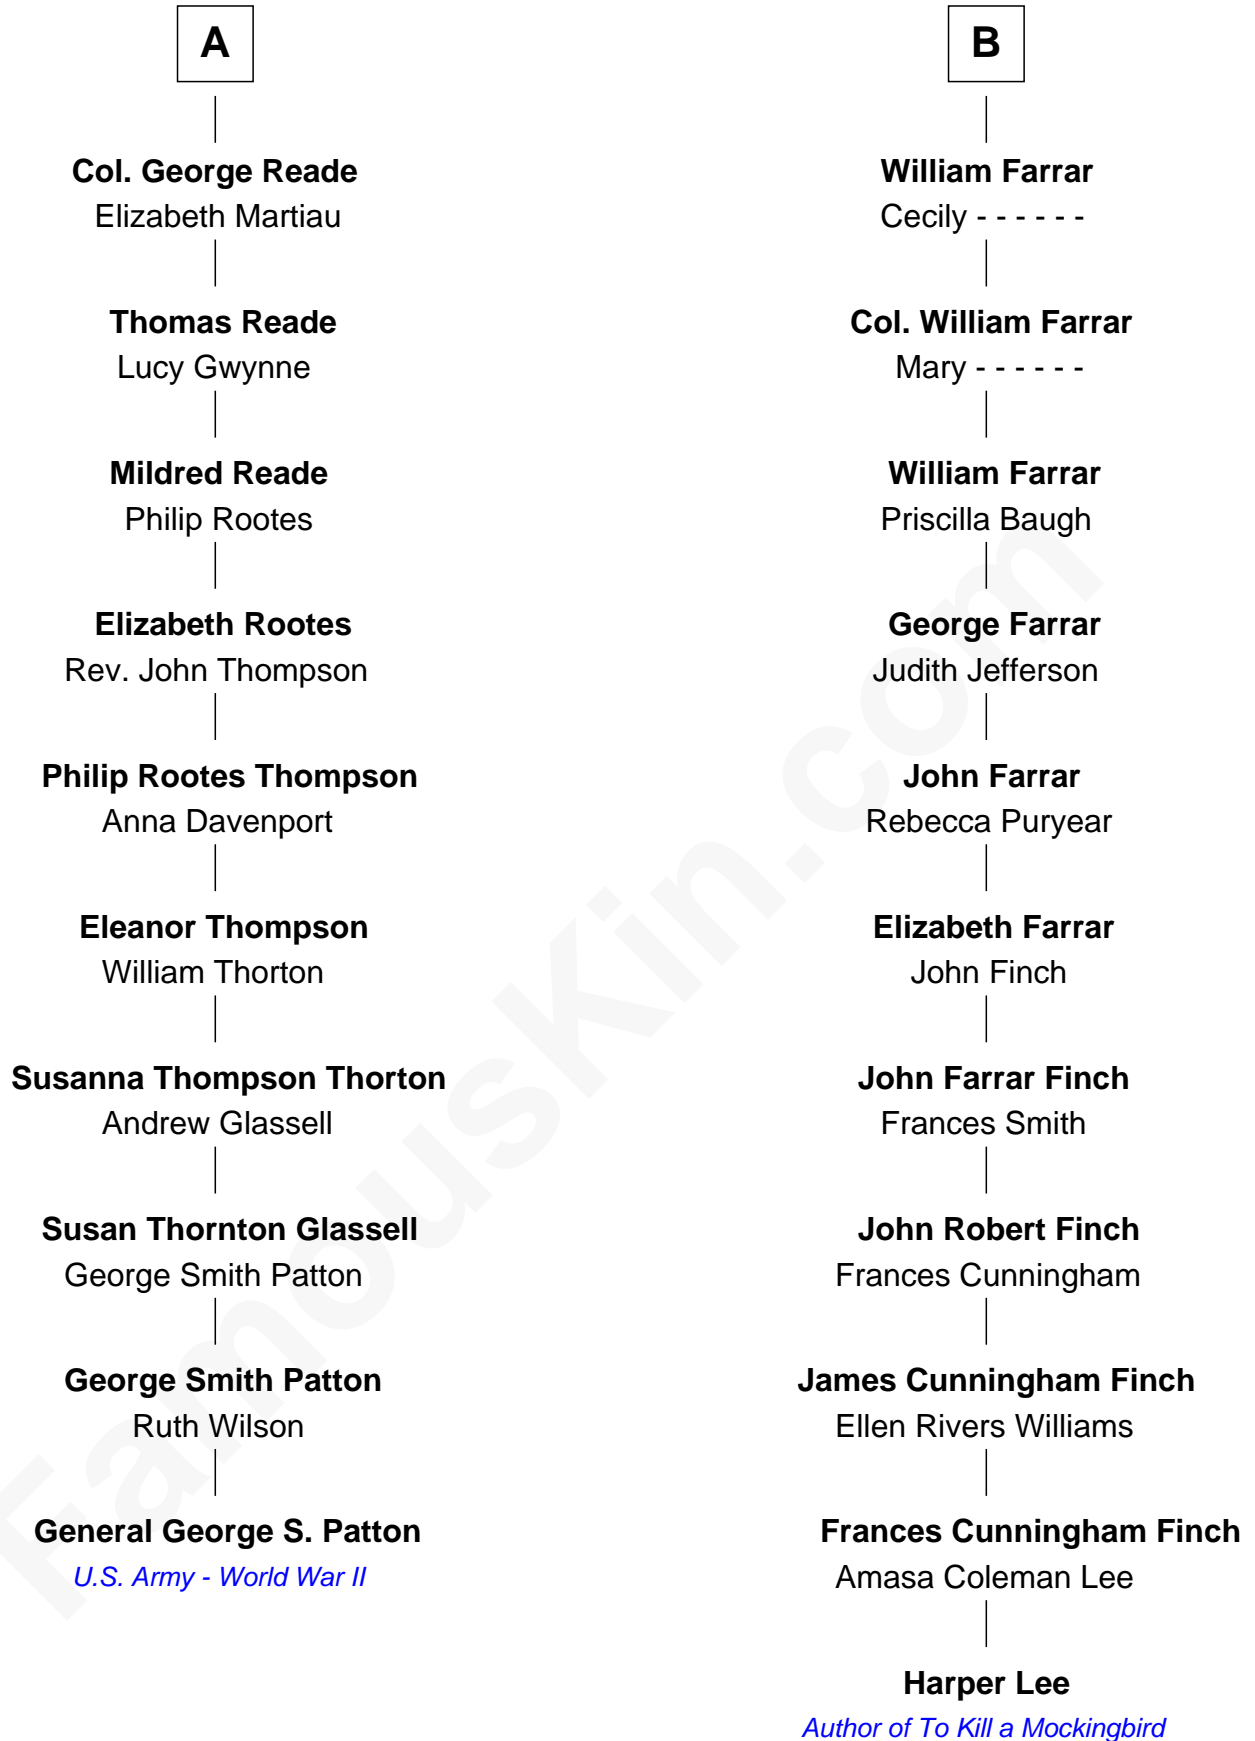 A
Col. George Reade
Elizabeth Martiau
Thomas Reade
Lucy Gwynne
Mildred Reade
Philip Rootes
Elizabeth Rootes
Rev. John Thompson
Philip Rootes Thompson
Anna Davenport
Eleanor Thompson
William Thorton
Susanna Thompson Thorton
Andrew Glassell
Susan Thornton Glassell
George Smith Patton
George Smith Patton
Ruth Wilson
General George S. Patton
U.S. Army - World War II
B
William Farrar
Cecily - - - - - -
Col. William Farrar
Mary - - - - - -
William Farrar
Priscilla Baugh
George Farrar
Judith Jefferson
John Farrar
Rebecca Puryear
Elizabeth Farrar
John Finch
John Farrar Finch
Frances Smith
John Robert Finch
Frances Cunningham
James Cunningham Finch
Ellen Rivers Williams
Frances Cunningham Finch
Amasa Coleman Lee
Harper Lee
Author of To Kill a Mockingbird
FamousKin.com